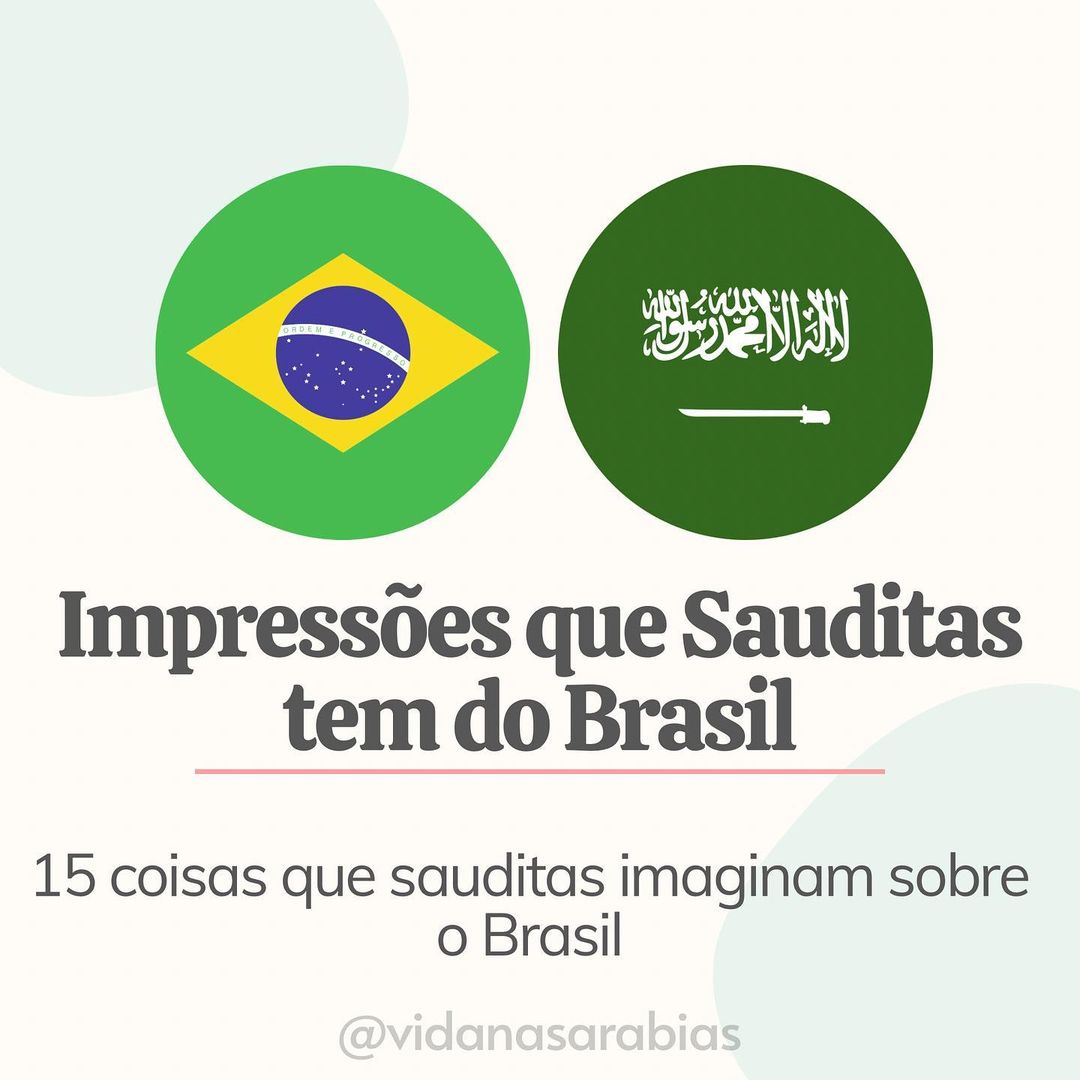 ORDEM E PROGRESSO
لا إله إلا الله محمد رسول الله
Impressões que Sauditas
tem do Brasil
15 coisas que sauditas imaginam sobre
o Brasil
@vidanasarabias